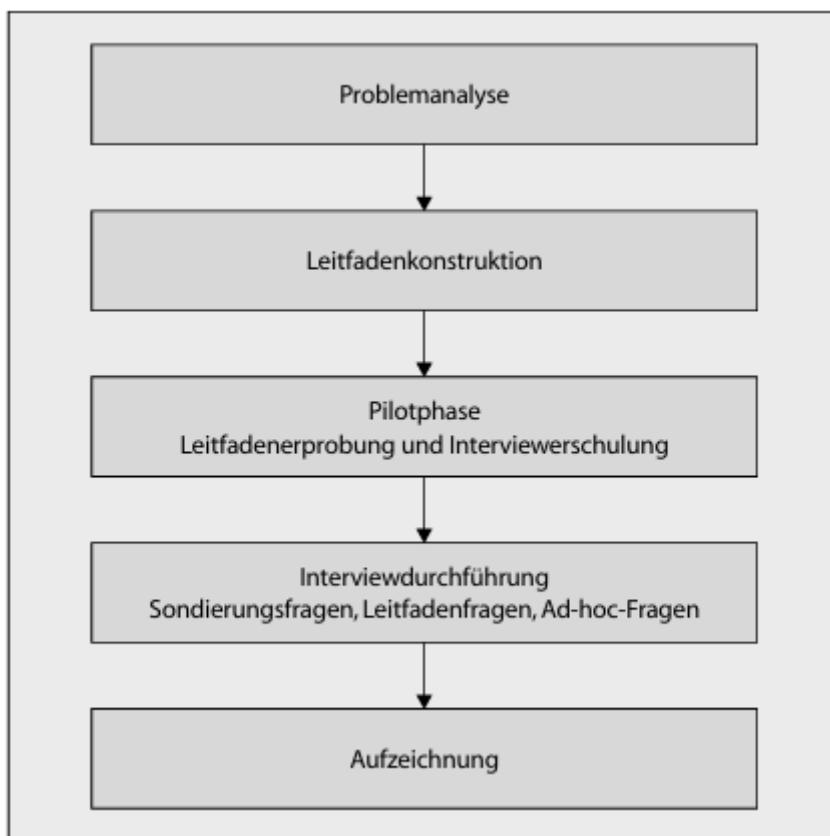 Problemanalyse
Leitfadenkonstruktion
Pilotphase
Leitfadenerprobung und Interviewerschulung
Interviewdurchführung
Sondierungsfragen, Leitfadenfragen, Ad-hoc-Fragen
Aufzeichnung